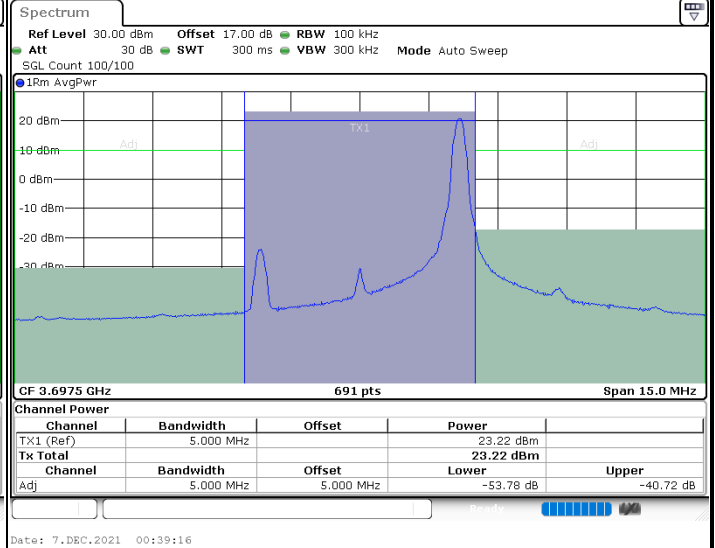 Spectrum
Ref Level 30.00 dBm Offset 17.00 dB RBW 100 kHz
Att 30 dB SWT 300 ms VBW 300 kHz Mode Auto Sweep
SGL Count 100/100
1Rm AvgPwr
20 dBm
TX1
Adj Adj
10 dBm
0 dBm
-10 dBm
-20 dBm
-30 dBm
CF 3.6975 GHz 691 pts Span 15.0 MHz
Channel Power
Channel Bandwidth Offset Power
TX1 (Ref) 5.000 MHz 23.22 dBm
Tx Total 23.22 dBm
Channel Bandwidth Offset Lower Upper
Adj 5.000 MHz 5.000 MHz -53.78 dB -40.72 dB
Ready
Date: 7.DEC.2021 00:39:16